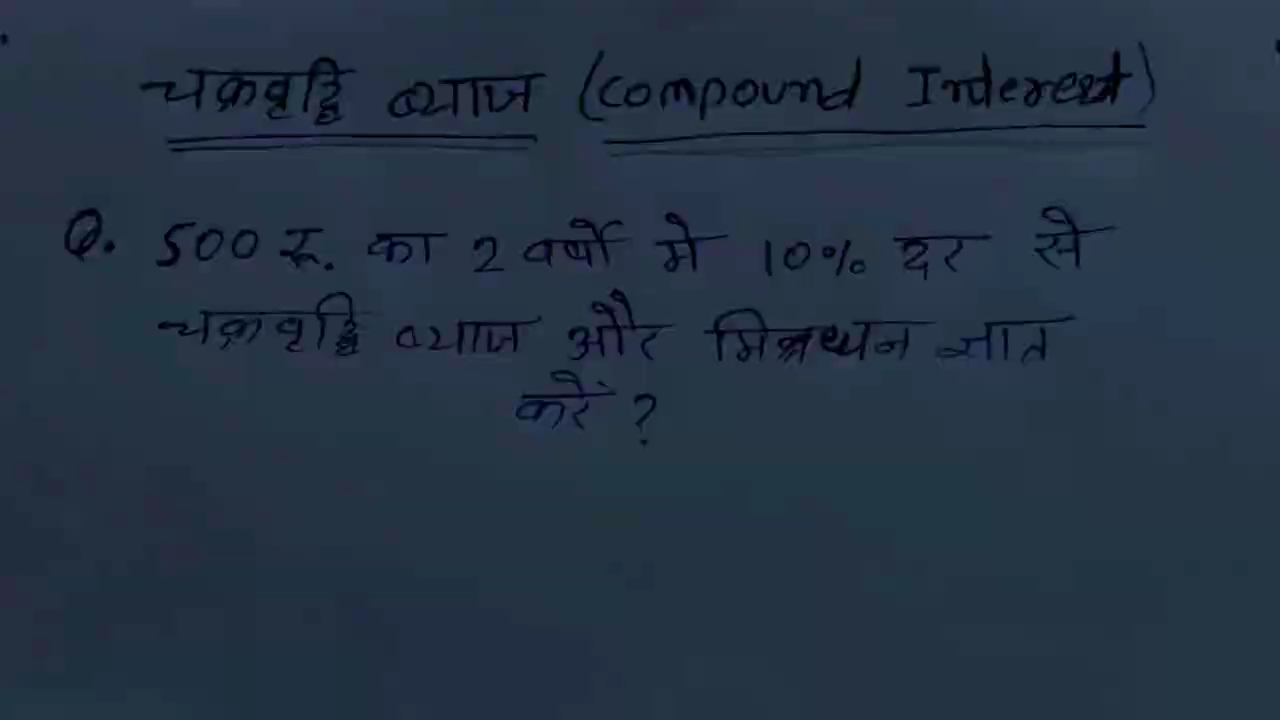 चक्रवृद्धि ब्याज (Compound Interest)
Q. 500 रू. का 2 वर्षो मे 10% दर से
चक्रवृद्धि ब्याज और मिश्रधन ज्ञात
करें ?